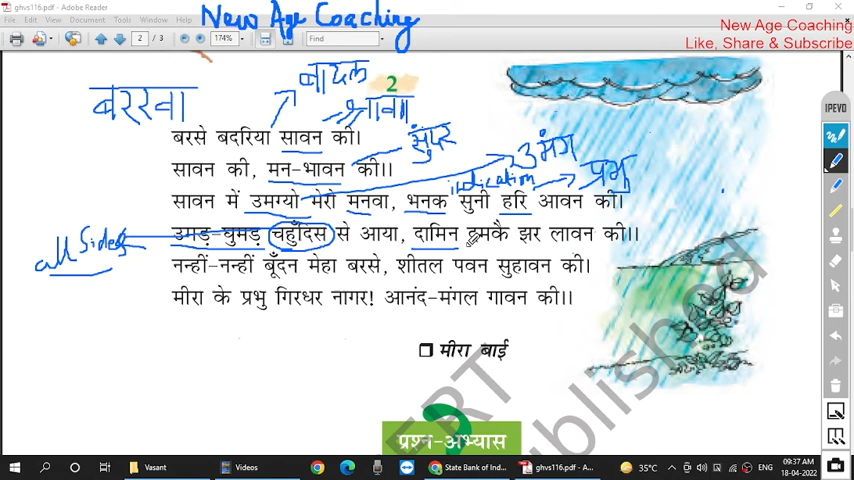 ghvs116.pdf - Adobe Reader
New Age Coaching
File Edit View Document Tools Window Help
2 / 3
174%
Find
New Age Coaching
Like, Share & Subscribe
IPEVO
बरखा
बादल
2
श्रावण
बरसे बदरिया सावन की।
सुंदर
सावन की, मन-भावन की।।
उमंग
indication
प्रभु
सावन में उमग्यो मेरो मनवा, भनक सुनी हरि आवन की।
all sides
उमड़-घुमड़ चहुँदिस से आया, दामिन दमकै झर लावन की।।
नन्हीं-नन्हीं बूँदन मेहा बरसे, शीतल पवन सुहावन की।
मीरा के प्रभु गिरधर नागर! आनंद-मंगल गावन की।।
मीरा बाई
प्रश्न-अभ्यास
Vasant
Videos
State Bank of Ind...
ghvs116.pdf - A...
35°C
ENG
09:37 AM
18-04-2022